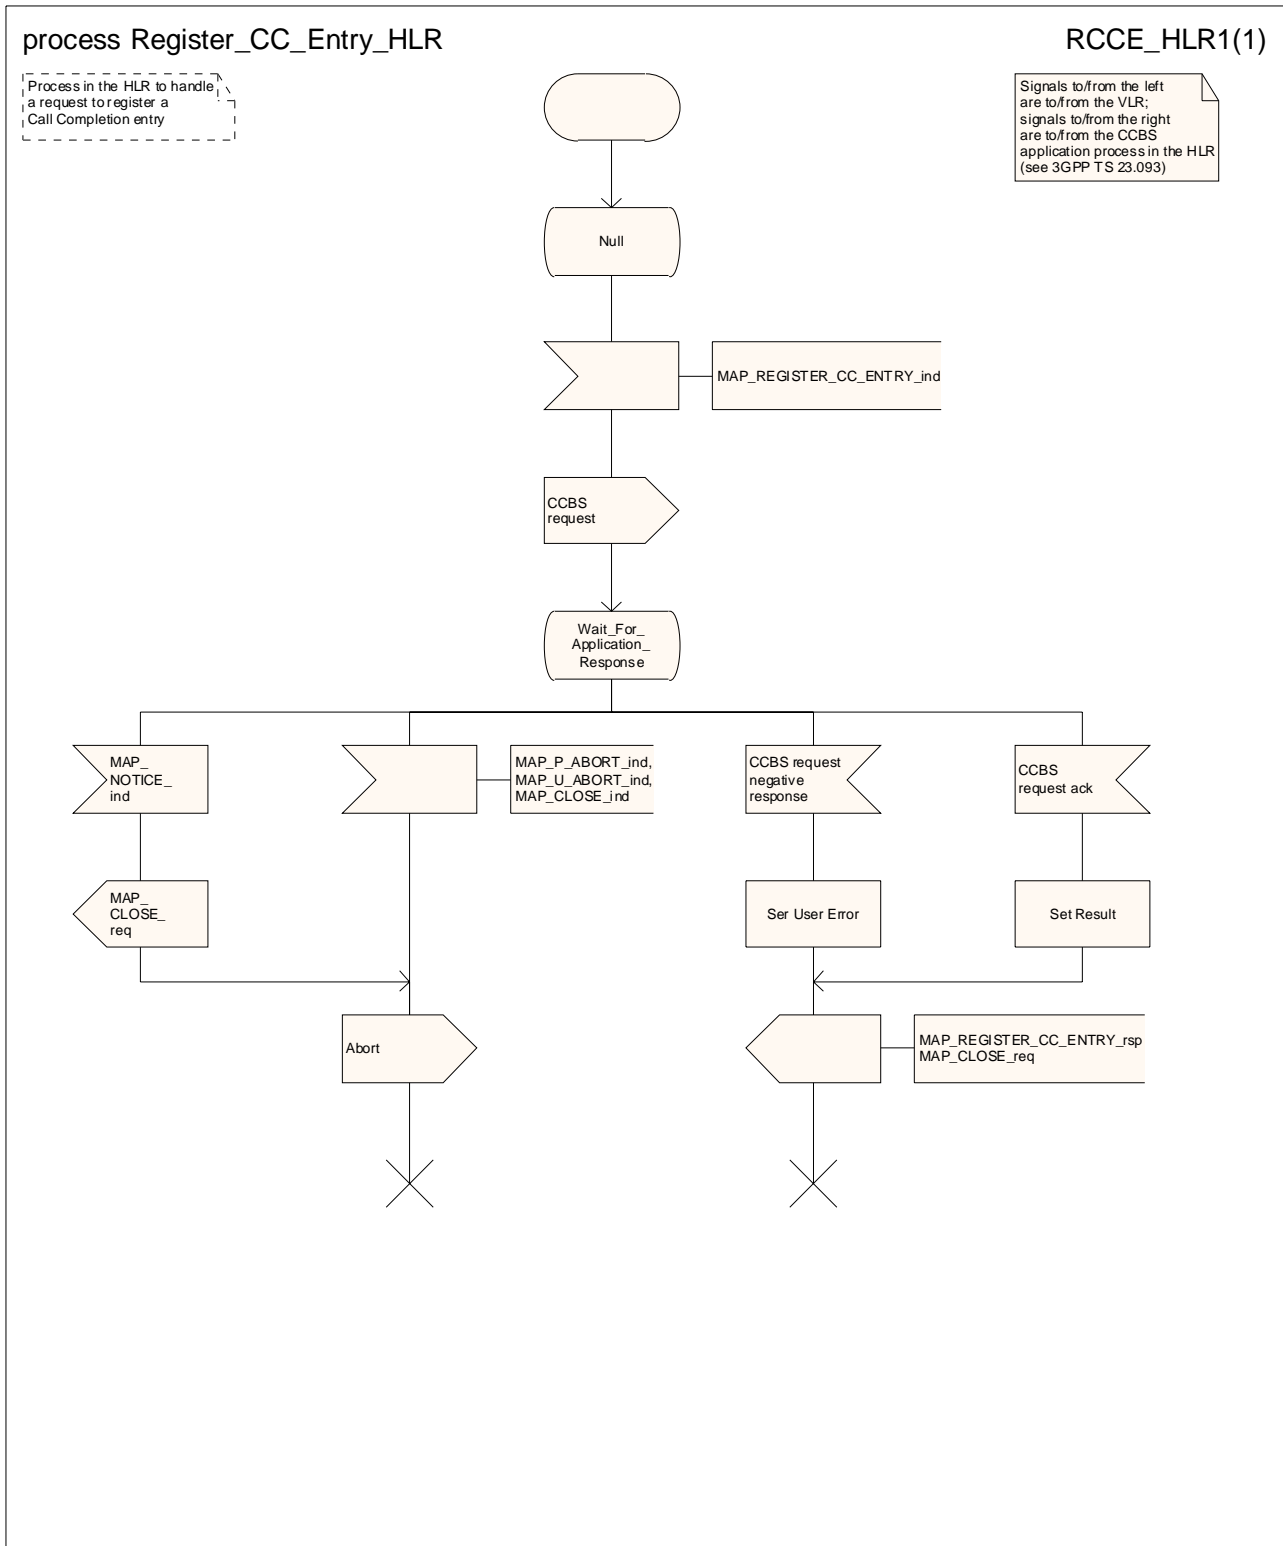 process Register_CC_Entry_HLR
RCCE_HLR1(1)
Process in the HLR to handle
a request to register a
Call Completion entry
Signals to/from the left
are to/from the VLR;
signals to/from the right
are to/from the CCBS
application process in the HLR
(see 3GPP TS 23.093)
Null
MAP_REGISTER_CC_ENTRY_ind
CCBS
request
Wait_For_
Application_
Response
MAP_
NOTICE_
ind
MAP_P_ABORT_ind,
MAP_U_ABORT_ind,
MAP_CLOSE_ind
CCBS request
negative
response
CCBS
request ack
MAP_
CLOSE_
req
Ser User Error
Set Result
Abort
MAP_REGISTER_CC_ENTRY_rsp
MAP_CLOSE_req